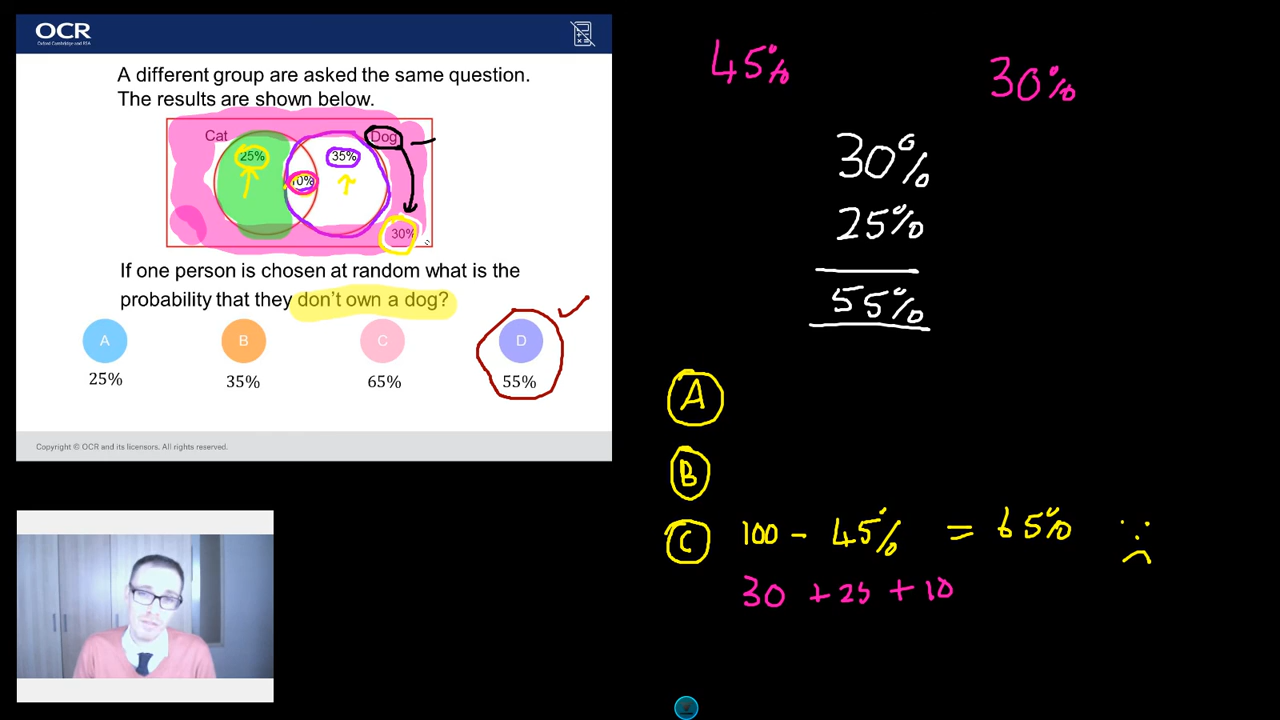 OCR
Oxford Cambridge and RSA
A different group are asked the same question.
The results are shown below.
Cat
Dog
25%
35%
10%
30%
If one person is chosen at random what is the
probability that they don't own a dog?
A
B
C
D
25%
35%
65%
55%
Copyright © OCR and its licensors. All rights reserved.
45%
30%
30%
25%
55%
A
B
C 100 - 45% = 65%
30 + 25 + 10